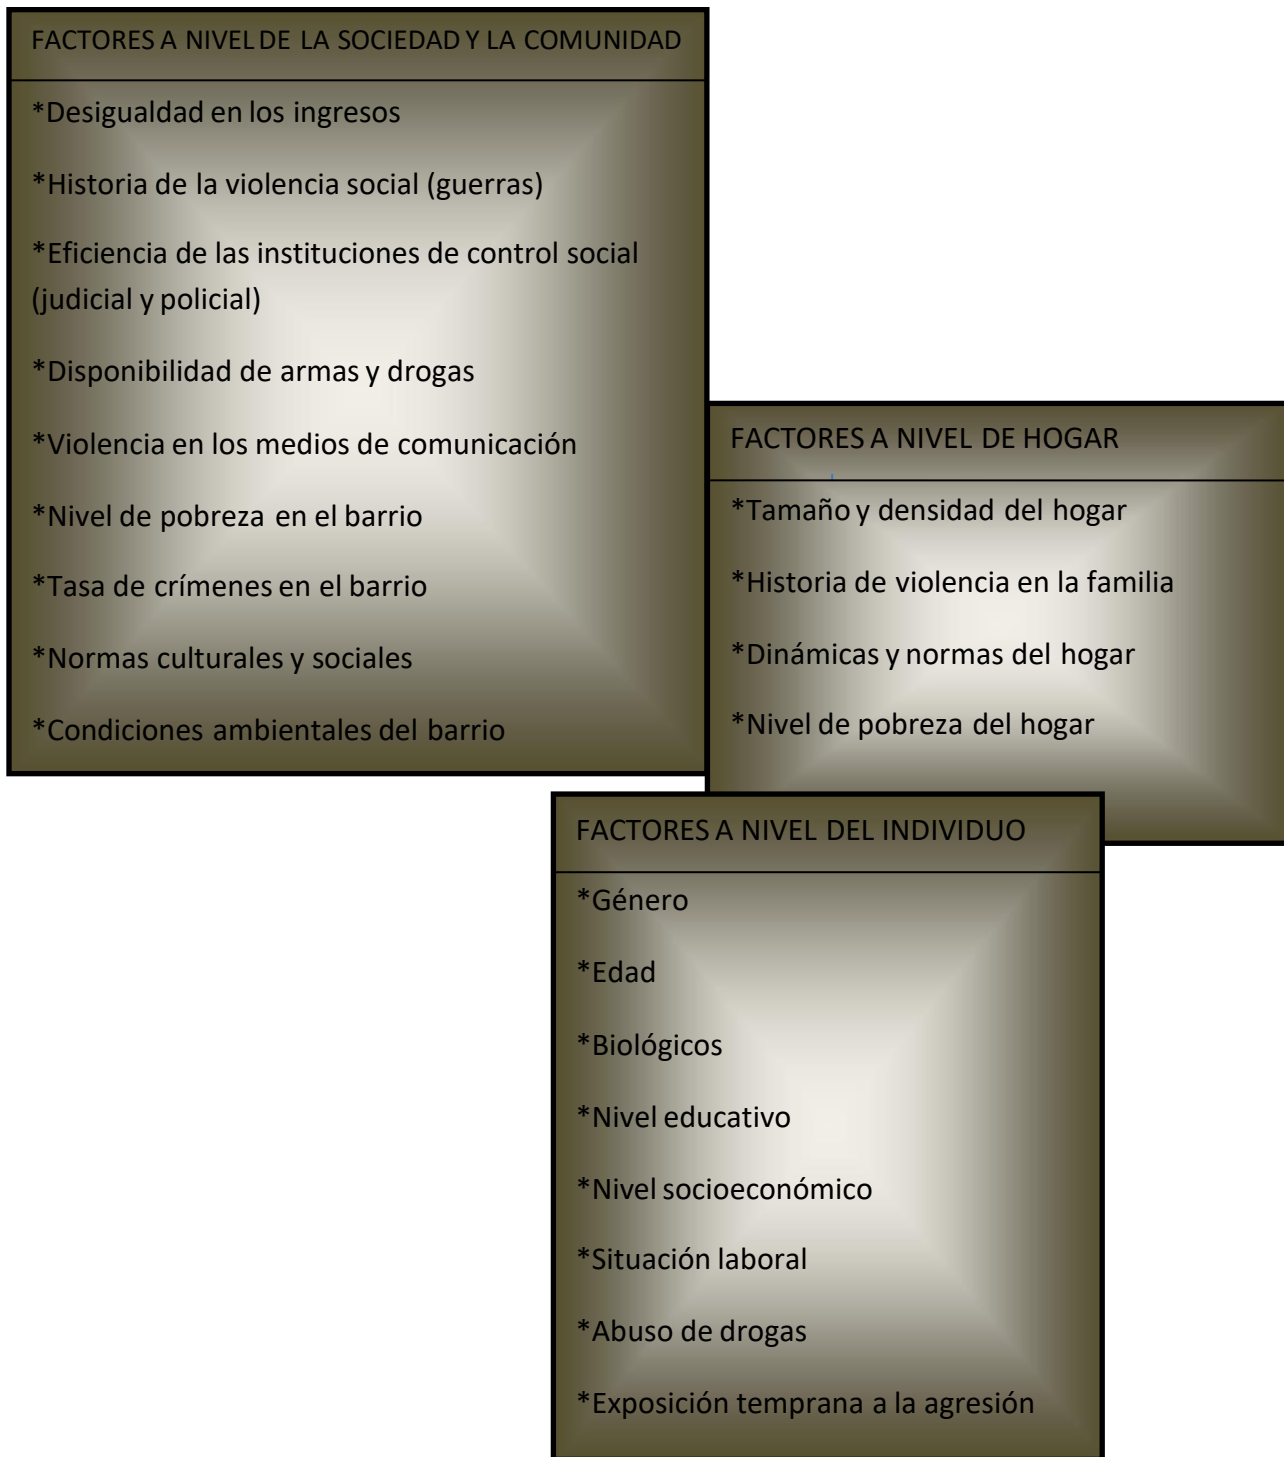 FACTORES A NIVEL DE LA SOCIEDAD Y LA COMUNIDAD
*Desigualdad en los ingresos
*Historia de la violencia social (guerras)
*Eficiencia de las instituciones de control social
(judicial y policial)
*Disponibilidad de armas y drogas
*Violencia en los medios de comunicación
*Nivel de pobreza en el barrio
*Tasa de crímenes en el barrio
*Normas culturales y sociales
*Condiciones ambientales del barrio
FACTORES A NIVEL DE HOGAR
*Tamaño y densidad del hogar
*Historia de violencia en la familia
*Dinámicas y normas del hogar
*Nivel de pobreza del hogar
FACTORES A NIVEL DEL INDIVIDUO
*Género
*Edad
*Biológicos
*Nivel educativo
*Nivel socioeconómico
*Situación laboral
*Abuso de drogas
*Exposición temprana a la agresión